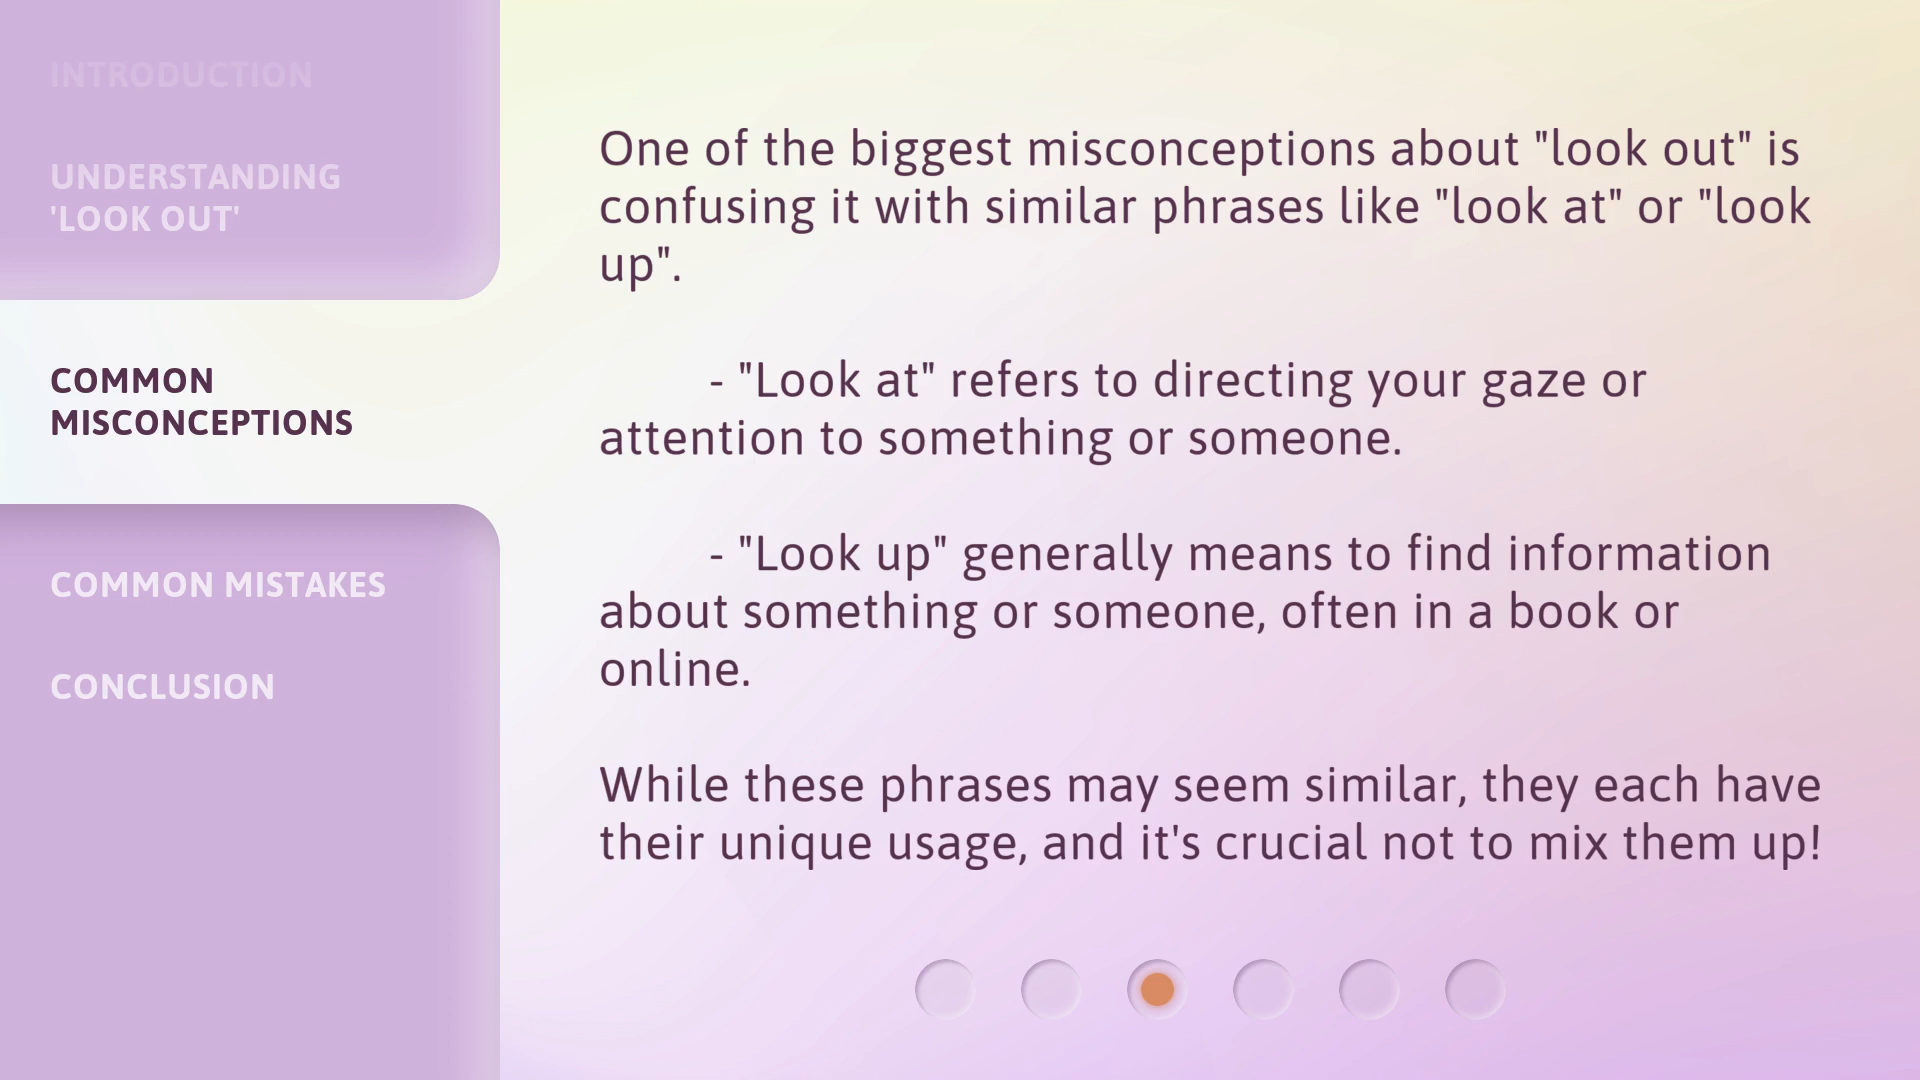 INTRODUCTION
UNDERSTANDING
'LOOK OUT'
COMMON
MISCONCEPTIONS
COMMON MISTAKES
CONCLUSION
One of the biggest misconceptions about "look out" is
confusing it with similar phrases like "look at" or "look
up".
- "Look at" refers to directing your gaze or
attention to something or someone.
- "Look up" generally means to find information
about something or someone, often in a book or
online.
While these phrases may seem similar, they each have
their unique usage, and it's crucial not to mix them up!